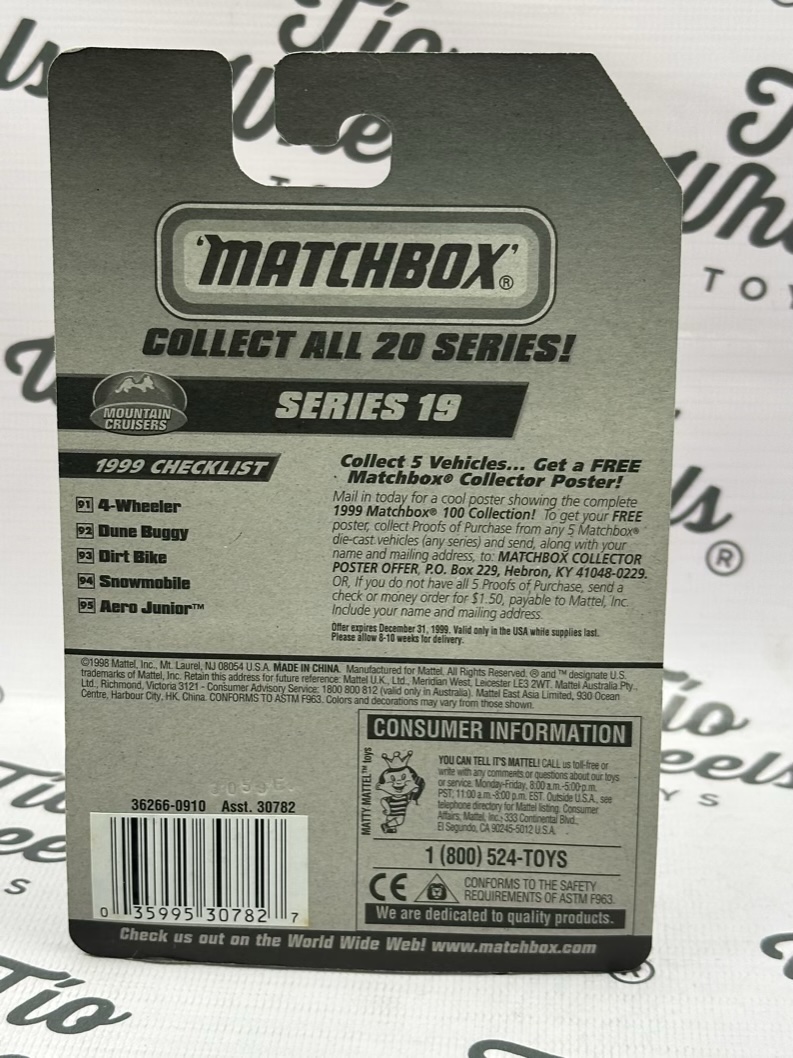 'MATCHBOX'®
COLLECT ALL 20 SERIES!
MOUNTAIN
CRUISERS
SERIES 19
1999 CHECKLIST
91 4-Wheeler
92 Dune Buggy
93 Dirt Bike
94 Snowmobile
95 Aero Junior™
Collect 5 Vehicles... Get a FREE
Matchbox® Collector Poster!
Mail in today for a cool poster showing the complete
1999 Matchbox® 100 Collection! To get your FREE
poster, collect Proofs of Purchase from any 5 Matchbox®
die-cast vehicles (any series) and send, along with your
name and mailing address, to: MATCHBOX COLLECTOR
POSTER OFFER, P.O. Box 229, Hebron, KY 41048-0229.
OR, If you do not have all 5 Proofs of Purchase, send a
check or money order for $1.50, payable to Mattel, Inc.
Include your name and mailing address.
Offer expires December 31, 1999. Valid only in the USA while supplies last.
Please allow 8-10 weeks for delivery.
©1998 Mattel, Inc., Mt. Laurel, NJ 08054 U.S.A. MADE IN CHINA. Manufactured for Mattel. All Rights Reserved. ® and ™ designate U.S.
trademarks of Mattel, Inc. Retain this address for future reference: Mattel U.K., Ltd., Meridian West, Leicester LE3 2WT. Mattel Australia Pty.,
Ltd., Richmond, Victoria 3121 - Consumer Advisory Service: 1800 800 812 (valid only in Australia). Mattel East Asia Limited, 930 Ocean
Centre, Harbour City, HK, China. CONFORMS TO ASTM F963. Colors and decorations may vary from those shown.
CONSUMER INFORMATION
MATTY MATTEL™ toys
YOU CAN TELL IT'S MATTEL! CALL us toll-free or
write with any comments or questions about our toys
or service. Monday-Friday, 8:00 a.m.-5:00 p.m.
PST, 11:00 a.m.-8:00 p.m. EST. Outside U.S.A., see
telephone directory for Mattel listing. Consumer
Affairs, Mattel, Inc., 333 Continental Blvd.,
El Segundo, CA 90245-5012 U.S.A.
1 (800) 524-TOYS
CE
CONFORMS TO THE SAFETY
REQUIREMENTS OF ASTM F963.
We are dedicated to quality products.
36266-0910 Asst. 30782
0 35995 30782 7
Check us out on the World Wide Web! www.matchbox.com